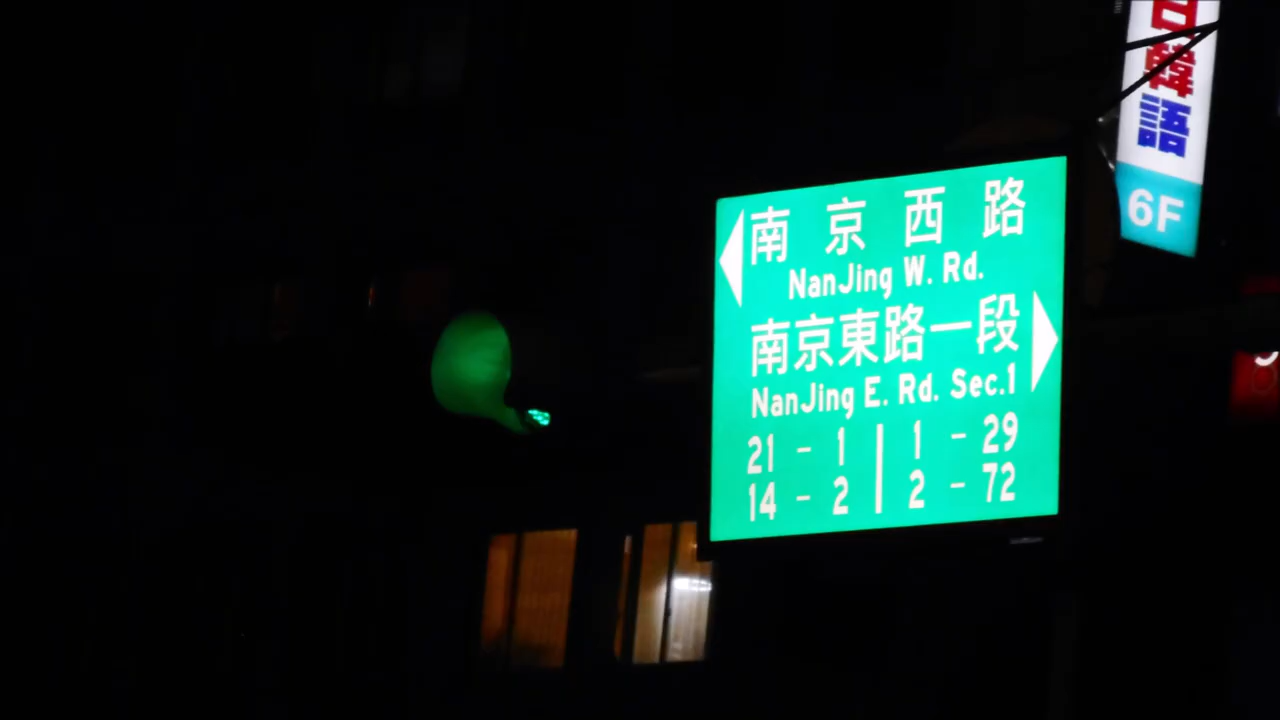 南京西路
NanJing W. Rd.
南京東路一段
NanJing E. Rd. Sec.1
21 - 1 | 1 - 29
14 - 2 | 2 - 72
韓語
6F